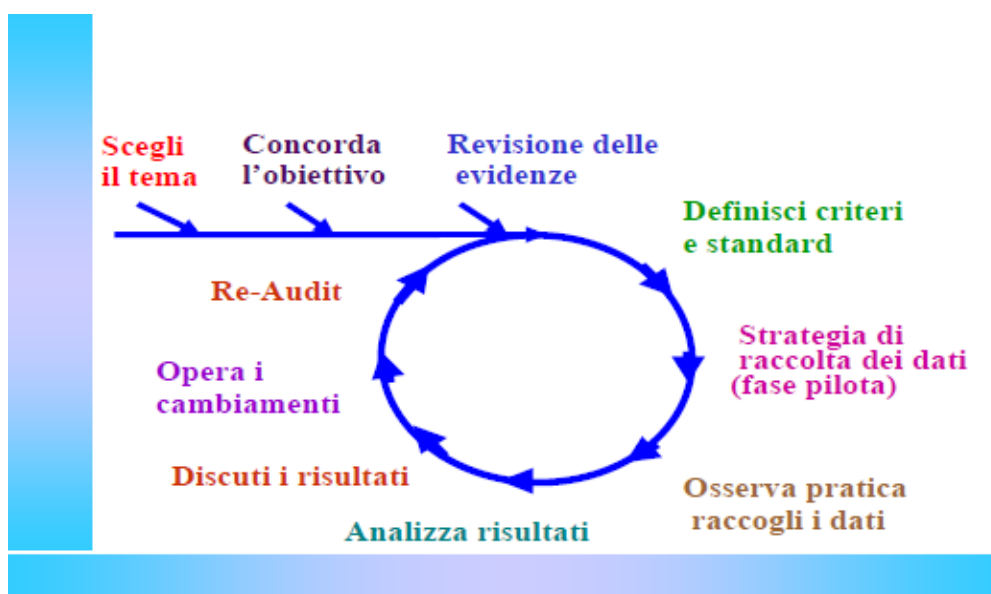 Scegli
il tema
Concorda
l'obiettivo
Revisione delle
evidenze
Definisci criteri
e standard
Strategia di
raccolta dei dati
(fase pilota)
Osserva pratica
raccogli i dati
Analizza risultati
Discuti i risultati
Opera i
cambiamenti
Re-Audit